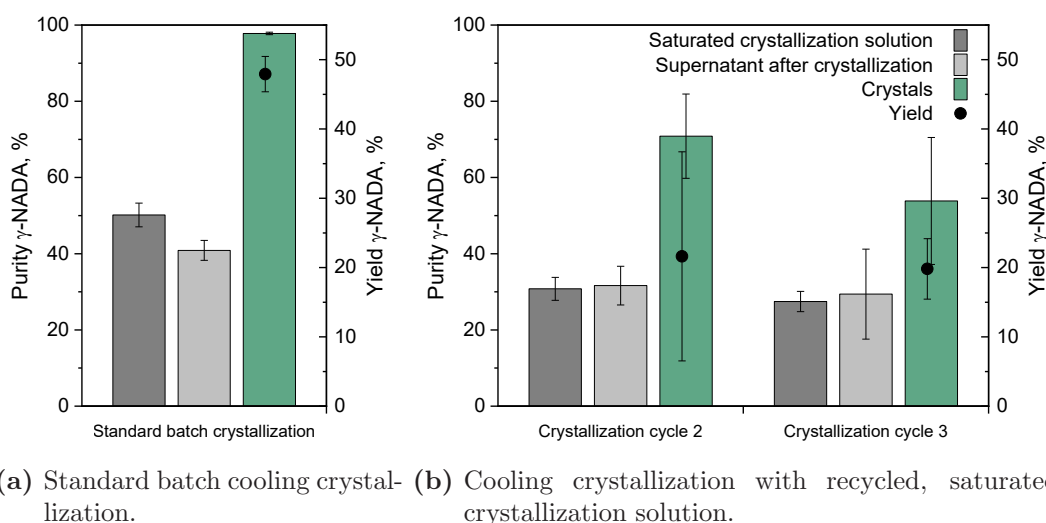 100
80
60
40
20
0
Purity γ-NADA, %
50
40
30
20
10
0
Yield γ-NADA, %
Standard batch crystallization
100
80
60
40
20
0
Purity γ-NADA, %
Saturated crystallization solution
Supernatant after crystallization
Crystals
Yield
50
40
30
20
10
0
Yield γ-NADA, %
Crystallization cycle 2
Crystallization cycle 3
(a) Standard batch cooling crystal-
lization.
(b) Cooling crystallization with recycled, saturated
crystallization solution.